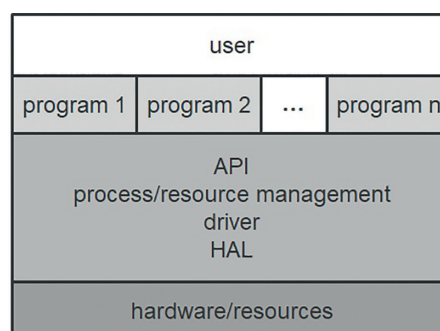 user
program 1 program 2 ... program n
API
process/resource management
driver
HAL
hardware/resources